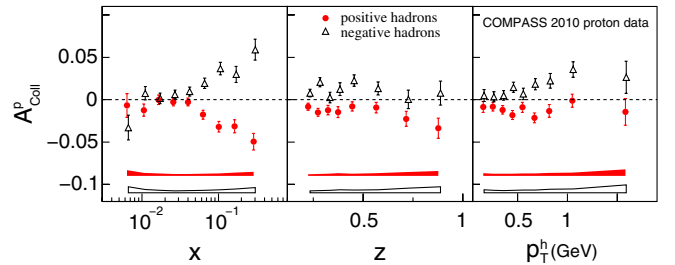 positive hadrons
negative hadrons
COMPASS 2010 proton data
A^p_Coll
0.05
0
−0.05
−0.1
10^-2
10^-1
0.5
1
0.5
1
x
z
p_T^h (GeV)